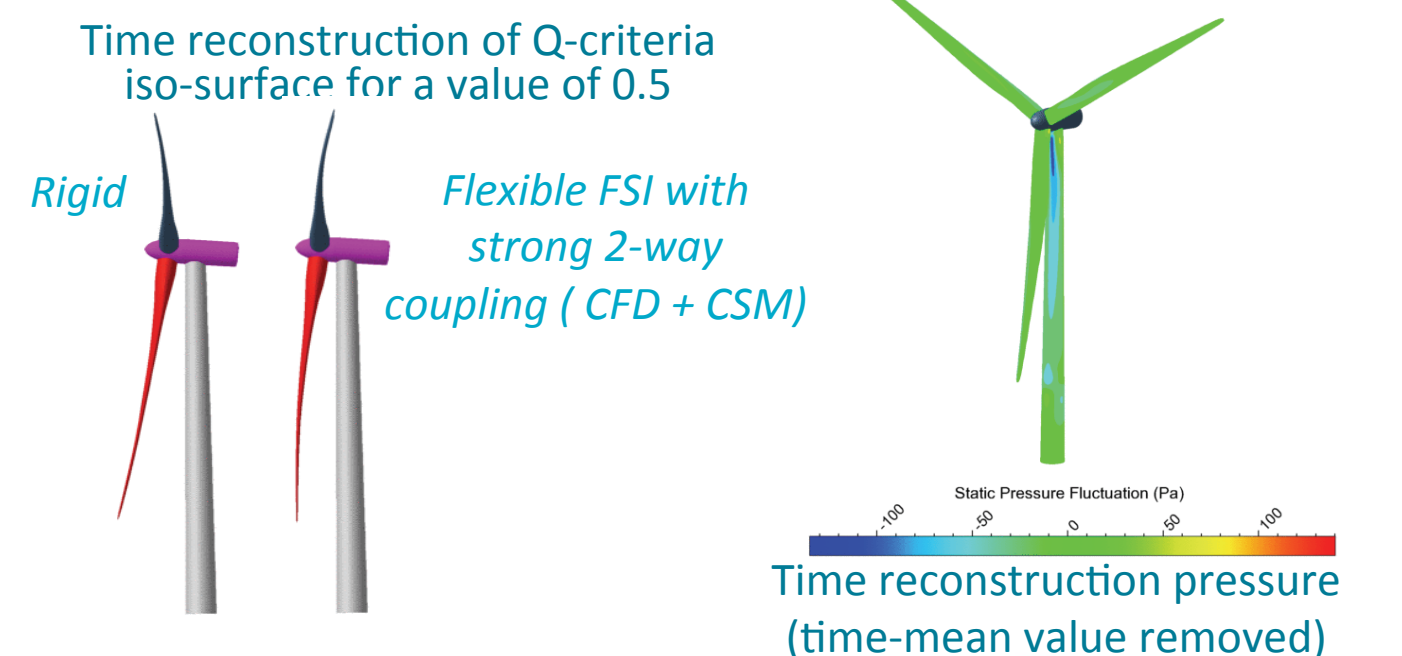 Time reconstruction of Q-criteria
iso-surface for a value of 0.5
Rigid
Flexible FSI with
strong 2-way
coupling ( CFD + CSM)
Static Pressure Fluctuation (Pa)
-100 -50 0 50 100
Time reconstruction pressure
(time-mean value removed)